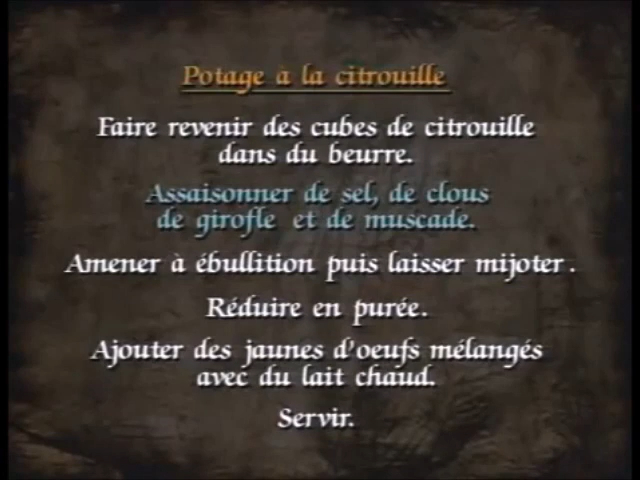 Potage à la citrouille
Faire revenir des cubes de citrouille
dans du beurre.
Assaisonner de sel, de clous
de girofle et de muscade.
Amener à ébullition puis laisser mijoter.
Réduire en purée.
Ajouter des jaunes d'oeufs mélangés
avec du lait chaud.
Servir.